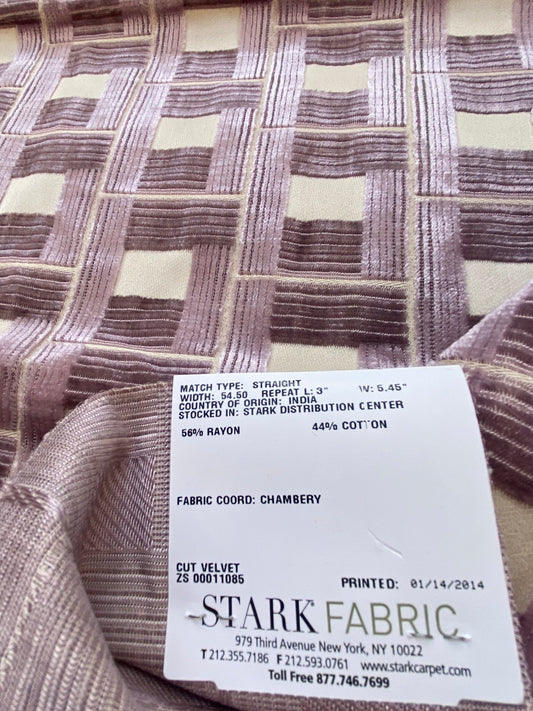 MATCH TYPE: STRAIGHT
WIDTH: 54.50 REPEAT L: 3" W: 5.45"
COUNTRY OF ORIGIN: INDIA
STOCKED IN: STARK DISTRIBUTION CENTER
56% RAYON 44% COTTON
FABRIC COORD: CHAMBERY
CUT VELVET
ZS 00011085
PRINTED: 01/14/2014
STARK® FABRIC
979 Third Avenue New York, NY 10022
T 212.355.7186 F 212.593.0761 www.starkcarpet.com
Toll Free 877.746.7699